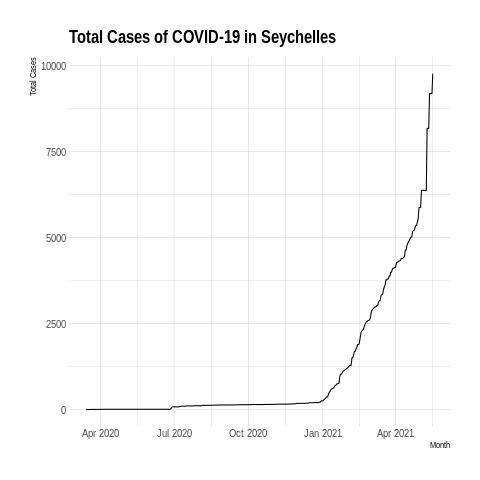 Total Cases of COVID-19 in Seychelles
Total Cases
10000
7500
5000
2500
0
Apr 2020 Jul 2020 Oct 2020 Jan 2021 Apr 2021
Month